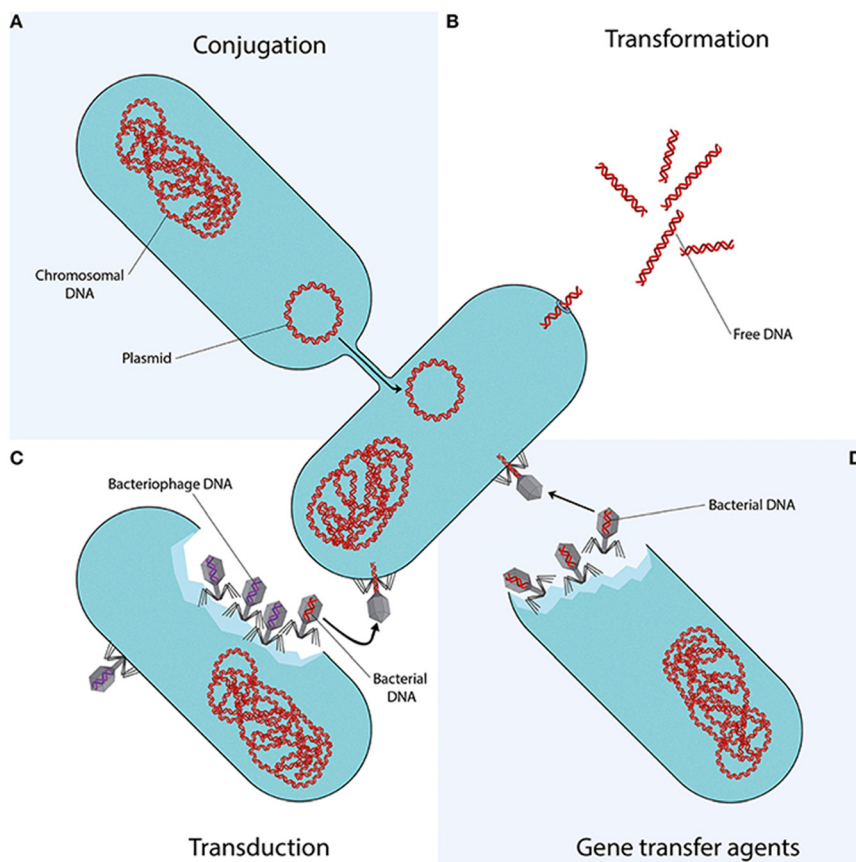 A
Conjugation
B
Transformation
Chromosomal
DNA
Plasmid
Free DNA
C
Bacteriophage DNA
D
Bacterial DNA
Bacterial
DNA
Transduction
Gene transfer agents